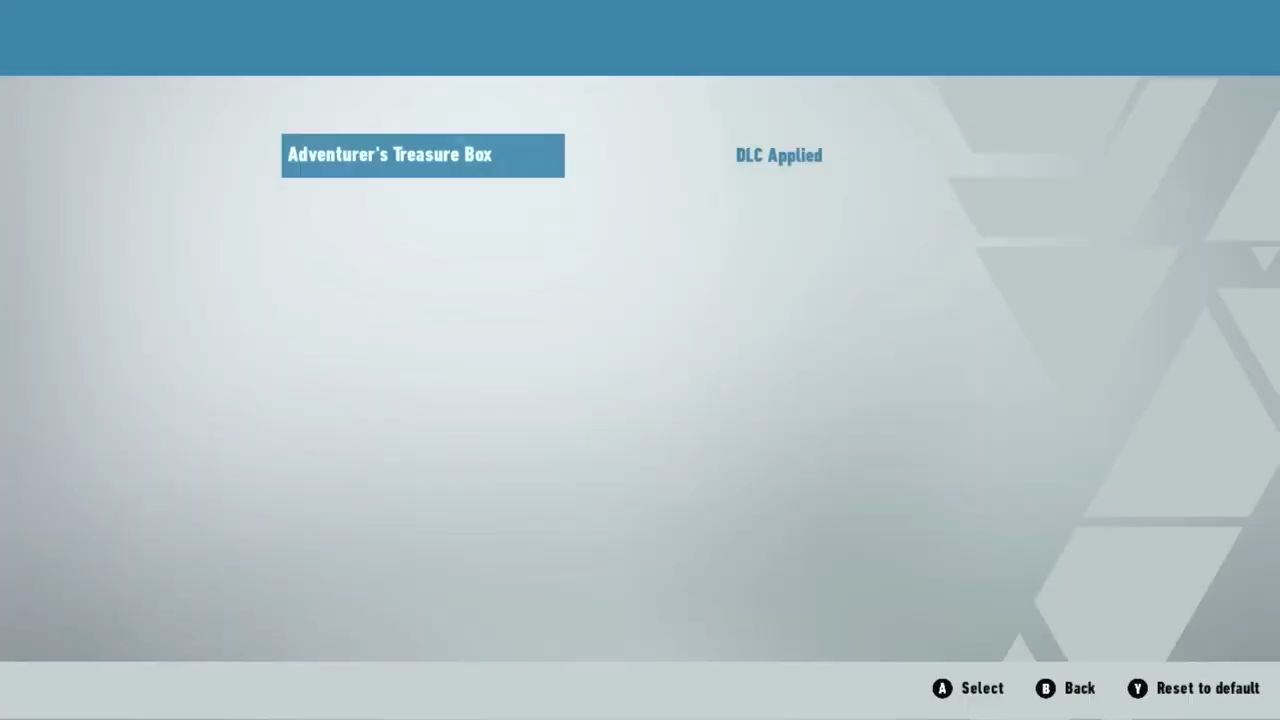 Adventurer's Treasure Box
DLC Applied
A Select B Back Y Reset to default